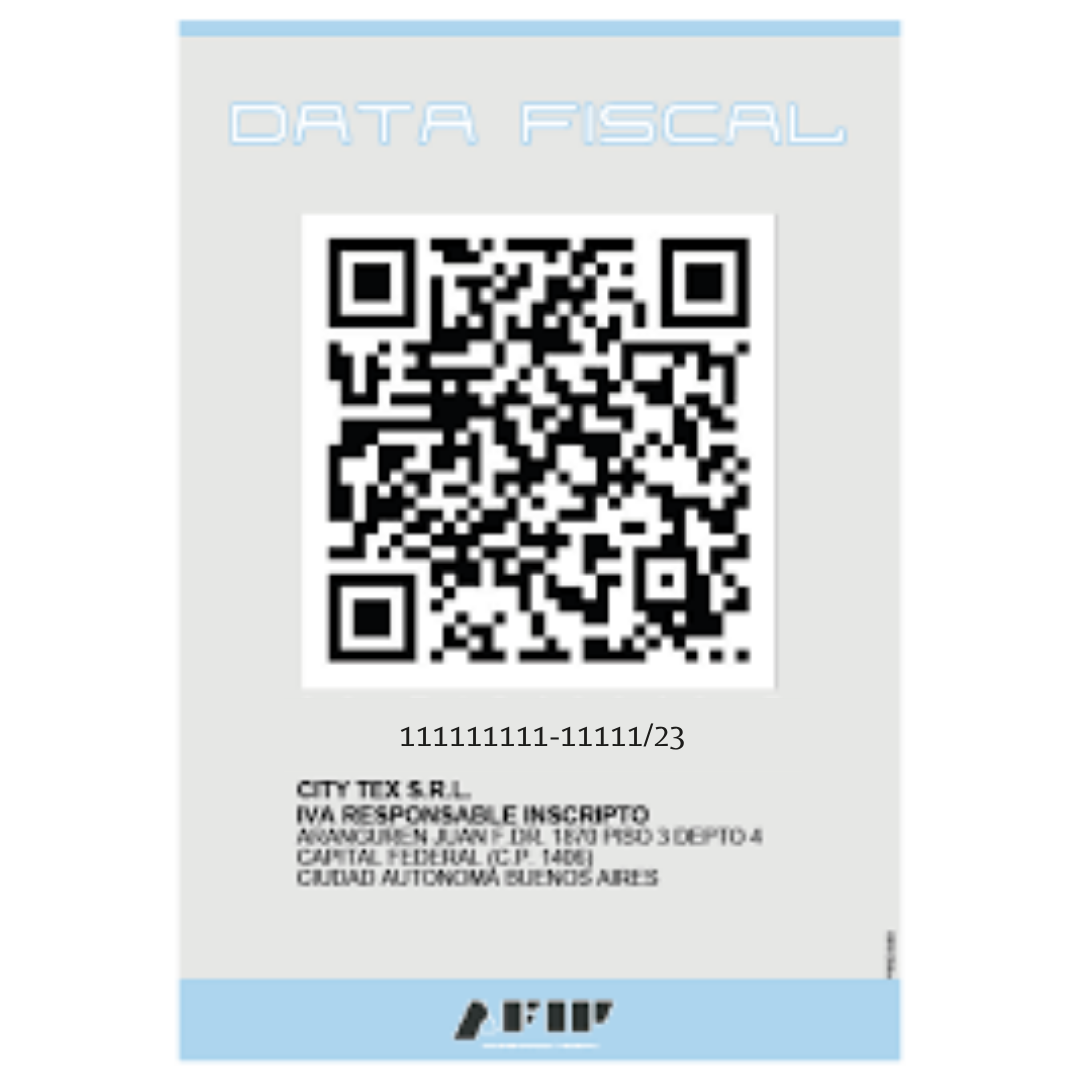 DATA FISCAL
111111111-11111/23
CITY TEX S.R.L.
IVA RESPONSABLE INSCRIPTO
ARANGUREN JUAN F.DR. 1870 PISO 3 DEPTO 4
CAPITAL FEDERAL (C.P. 1406)
CIUDAD AUTONOMA BUENOS AIRES
AFIP